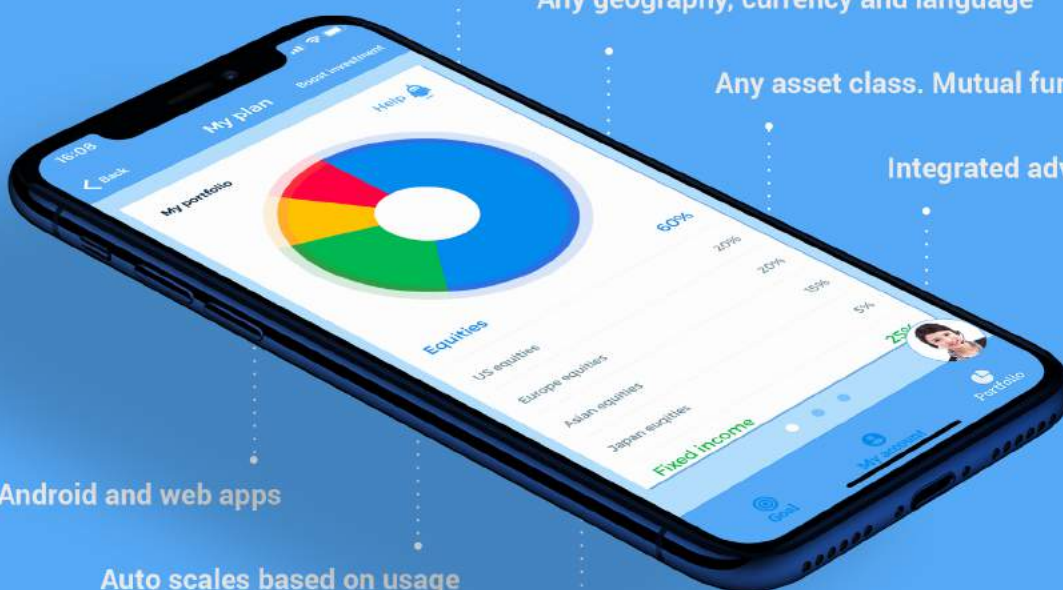 Any geography, currency and language
Any asset class. Mutual fun
Integrated adv
16:08
Back
My plan
Boost investment
Help
My portfolio
Equities
60%
US equities
20%
Europe equities
20%
Asian equities
15%
Japan euqities
5%
Fixed income
25%
Goal
My account
Portfolio
Android and web apps
Auto scales based on usage